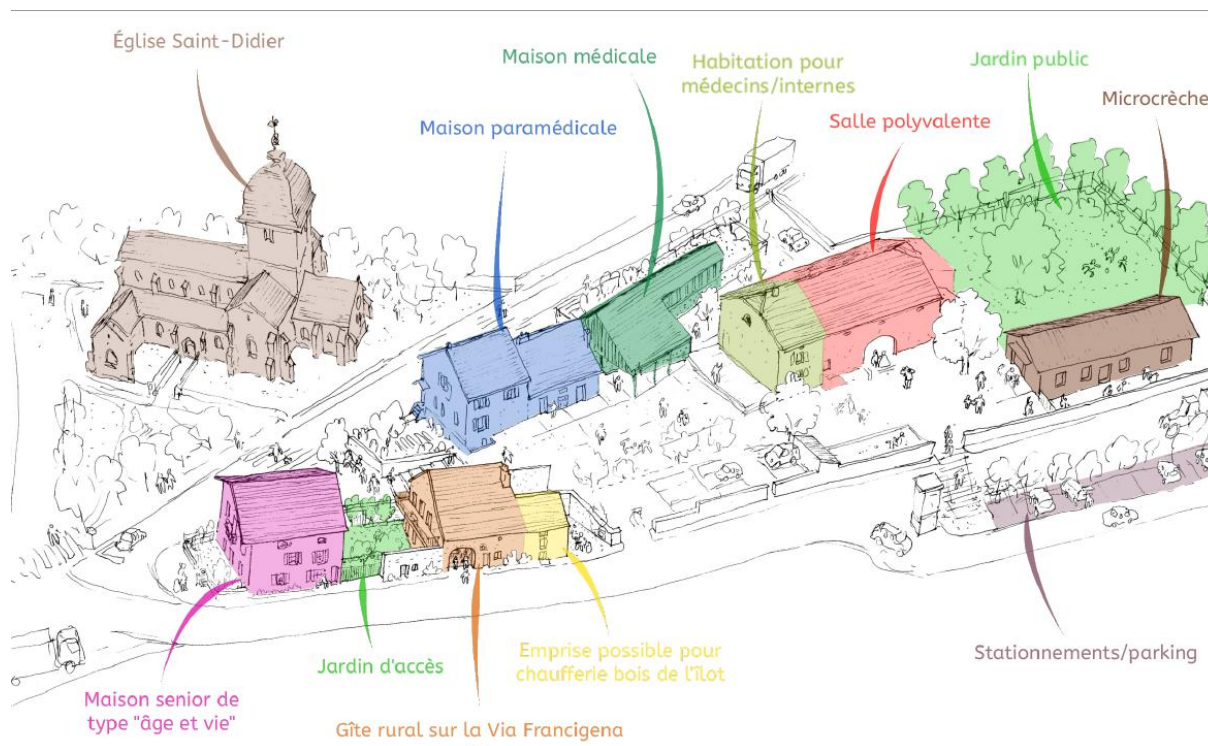 Église Saint-Didier
Maison médicale
Habitation pour
médecins/internes
Jardin public
Microcrèche
Maison paramédicale
Salle polyvalente
Jardin d'accès
Emprise possible pour
chaufferie bois de l'îlot
Stationnements/parking
Maison senior de
type "âge et vie"
Gîte rural sur la Via Francigena